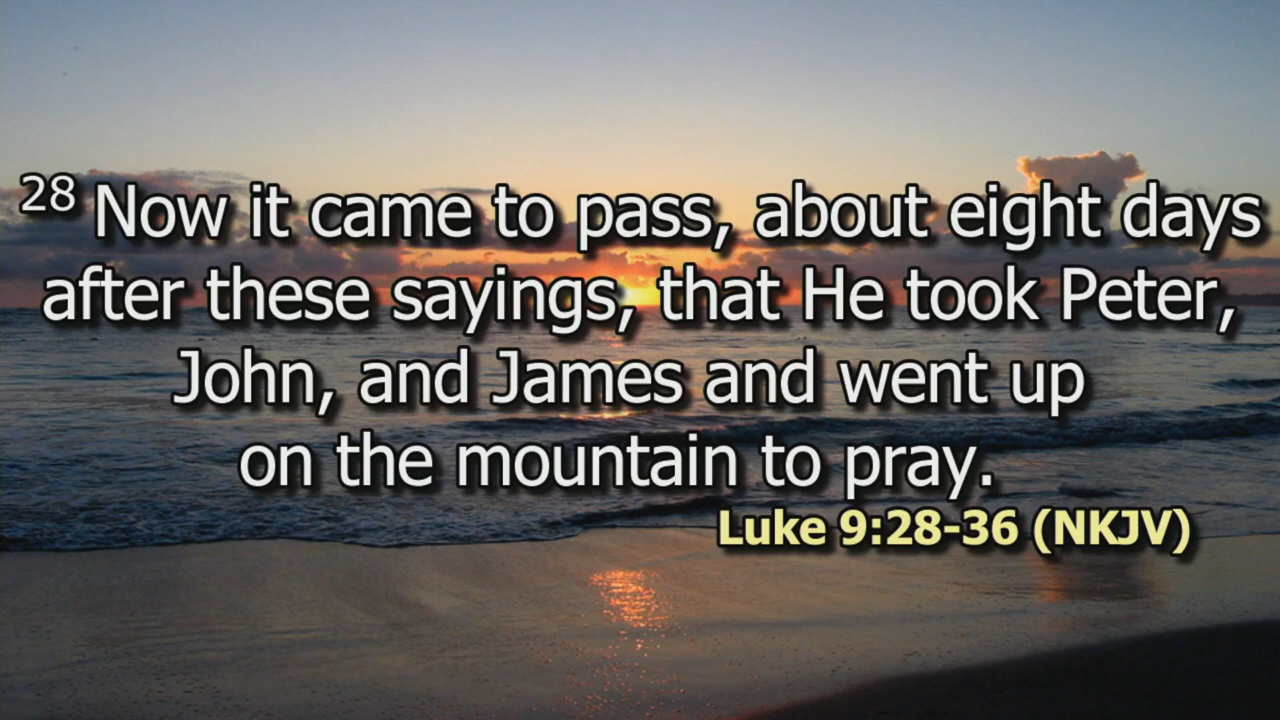 28 Now it came to pass, about eight days
after these sayings, that He took Peter,
John, and James and went up
on the mountain to pray.
Luke 9:28-36 (NKJV)